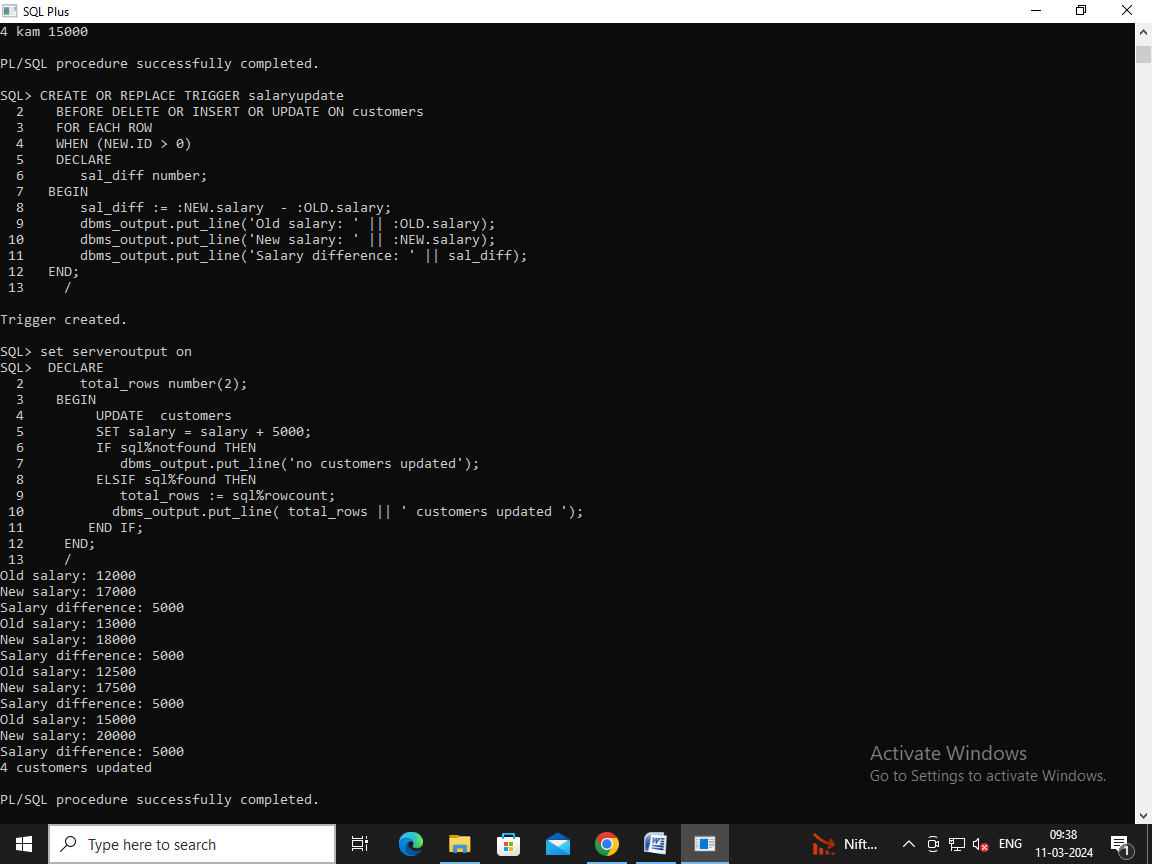 SQL Plus
4 kam 15000
PL/SQL procedure successfully completed.
SQL> CREATE OR REPLACE TRIGGER salaryupdate
2 BEFORE DELETE OR INSERT OR UPDATE ON customers
3 FOR EACH ROW
4 WHEN (NEW.ID > 0)
5 DECLARE
6 sal_diff number;
7 BEGIN
8 sal_diff := :NEW.salary - :OLD.salary;
9 dbms_output.put_line('Old salary: ' || :OLD.salary);
10 dbms_output.put_line('New salary: ' || :NEW.salary);
11 dbms_output.put_line('Salary difference: ' || sal_diff);
12 END;
13 /
Trigger created.
SQL> set serveroutput on
SQL> DECLARE
2 total_rows number(2);
3 BEGIN
4 UPDATE customers
5 SET salary = salary + 5000;
6 IF sql%notfound THEN
7 dbms_output.put_line('no customers updated');
8 ELSIF sql%found THEN
9 total_rows := sql%rowcount;
10 dbms_output.put_line( total_rows || ' customers updated ');
11 END IF;
12 END;
13 /
Old salary: 12000
New salary: 17000
Salary difference: 5000
Old salary: 13000
New salary: 18000
Salary difference: 5000
Old salary: 12500
New salary: 17500
Salary difference: 5000
Old salary: 15000
New salary: 20000
Salary difference: 5000
4 customers updated
PL/SQL procedure successfully completed.
Activate Windows
Go to Settings to activate Windows.
Type here to search
Nift...
ENG
09:38
11-03-2024
1